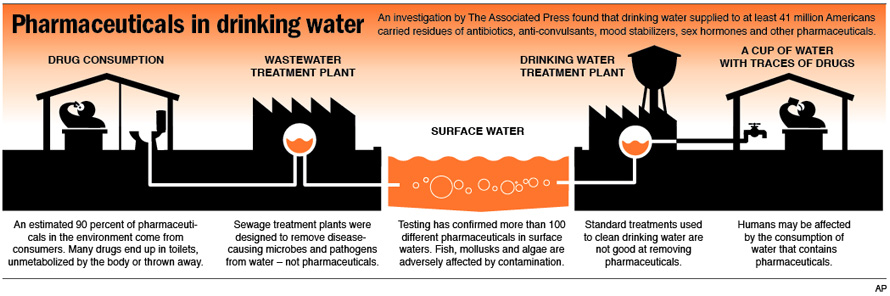 Pharmaceuticals in drinking water
An investigation by The Associated Press found that drinking water supplied to at least 41 million Americans
carried residues of antibiotics, anti-convulsants, mood stabilizers, sex hormones and other pharmaceuticals.
DRUG CONSUMPTION
WASTEWATER
TREATMENT PLANT
SURFACE WATER
DRINKING WATER
TREATMENT PLANT
A CUP OF WATER
WITH TRACES OF DRUGS
An estimated 90 percent of pharmaceuti-
cals in the environment come from
consumers. Many drugs end up in toilets,
unmetabolized by the body or thrown away.
Sewage treatment plants were
designed to remove disease-
causing microbes and pathogens
from water – not pharmaceuticals.
Testing has confirmed more than 100
different pharmaceuticals in surface
waters. Fish, mollusks and algae are
adversely affected by contamination.
Standard treatments used
to clean drinking water are
not good at removing
pharmaceuticals.
Humans may be affected
by the consumption of
water that contains
pharmaceuticals.
AP